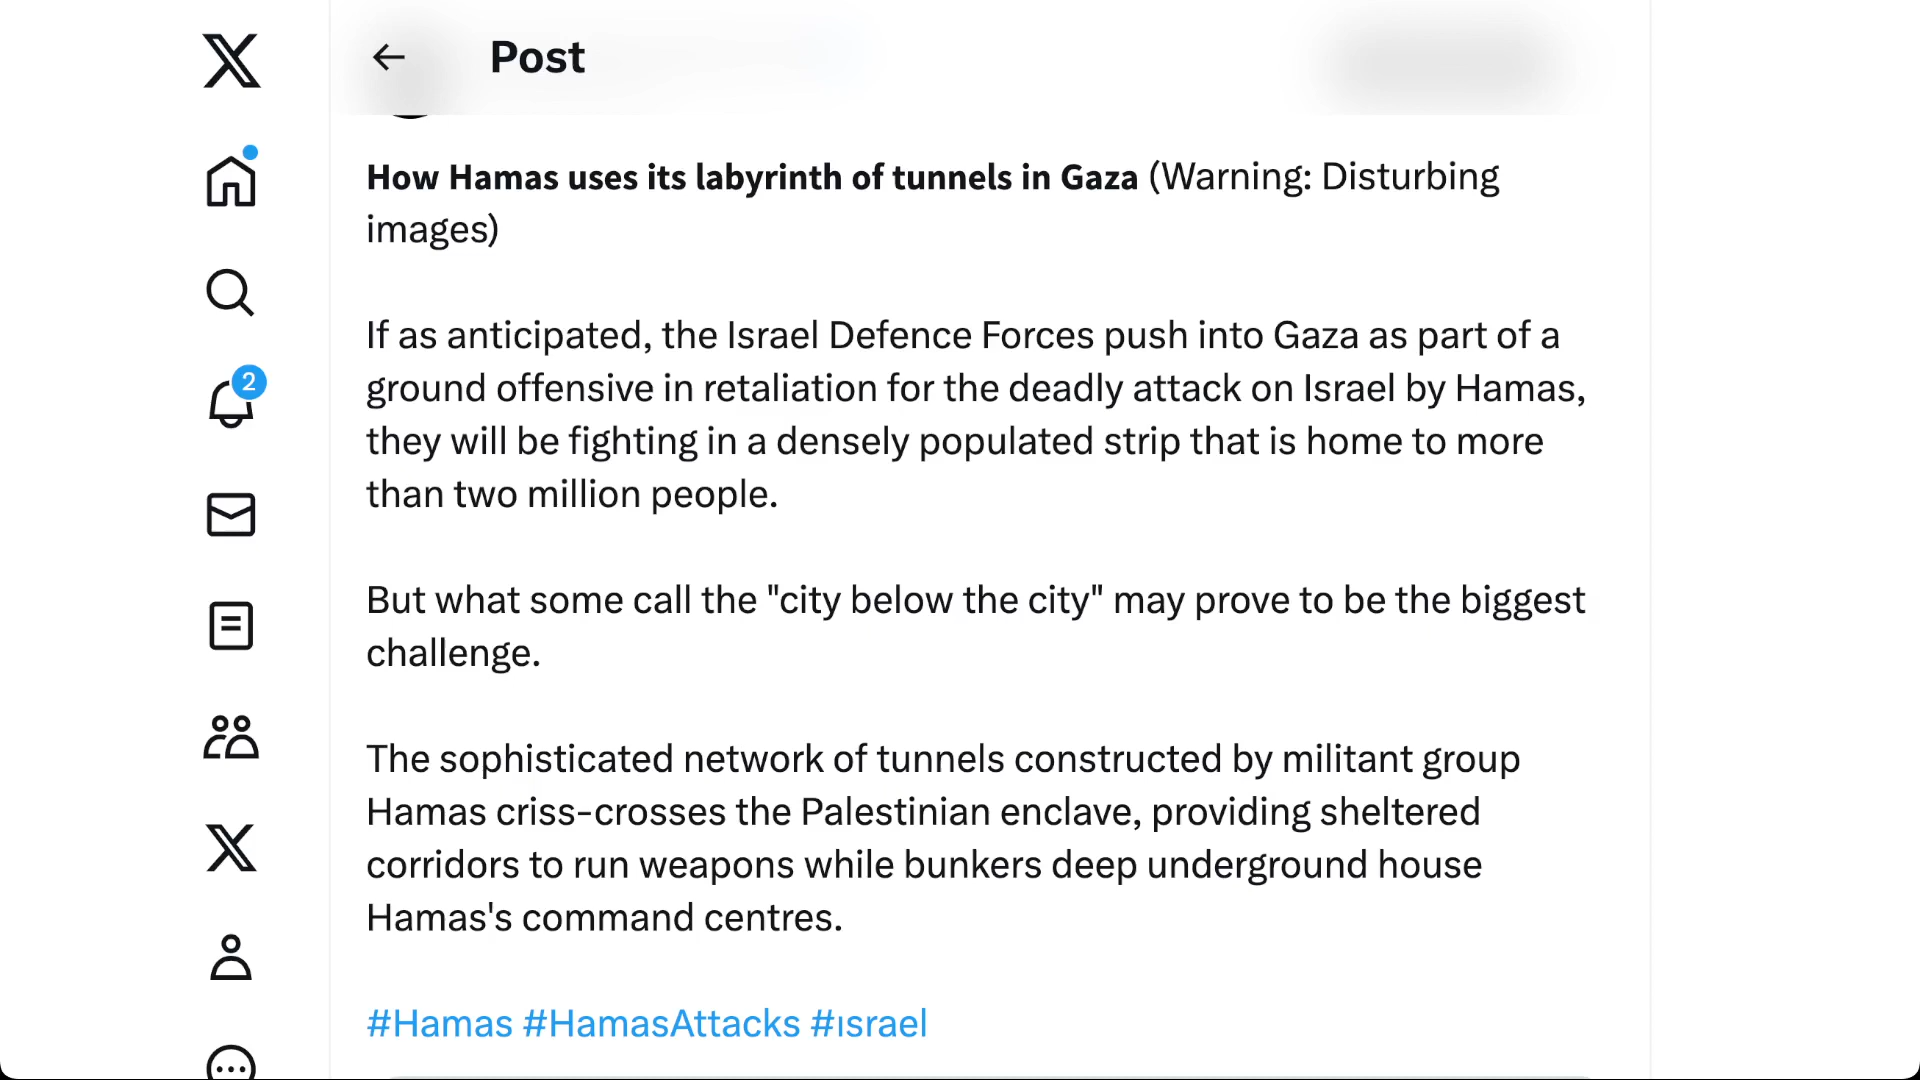 Post
How Hamas uses its labyrinth of tunnels in Gaza (Warning: Disturbing
images)
If as anticipated, the Israel Defence Forces push into Gaza as part of a
ground offensive in retaliation for the deadly attack on Israel by Hamas,
2
they will be fighting in a densely populated strip that is home to more
than two million people.
But what some call the "city below the city" may prove to be the biggest
challenge.
The sophisticated network of tunnels constructed by militant group
Hamas criss-crosses the Palestinian enclave, providing sheltered
corridors to run weapons while bunkers deep underground house
Hamas's command centres.
#Hamas #HamasAttacks #ısrael